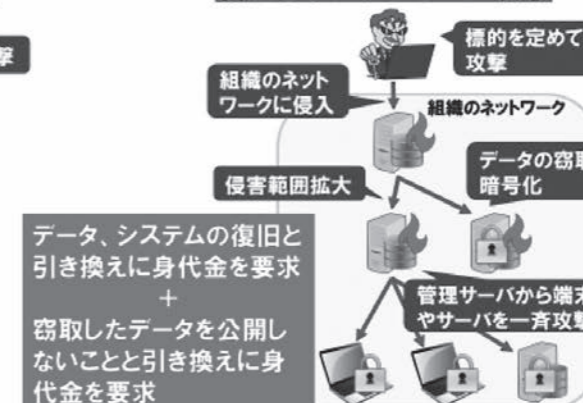 撃
標的を定めて
攻撃
組織のネット
ワークに侵入
組織のネットワーク
データの窃取
暗号化
侵害範囲拡大
データ、システムの復旧と
引き換えに身代金を要求
+
窃取したデータを公開し
ないことと引き換えに身
代金を要求
管理サーバから端末
やサーバを一斉攻撃